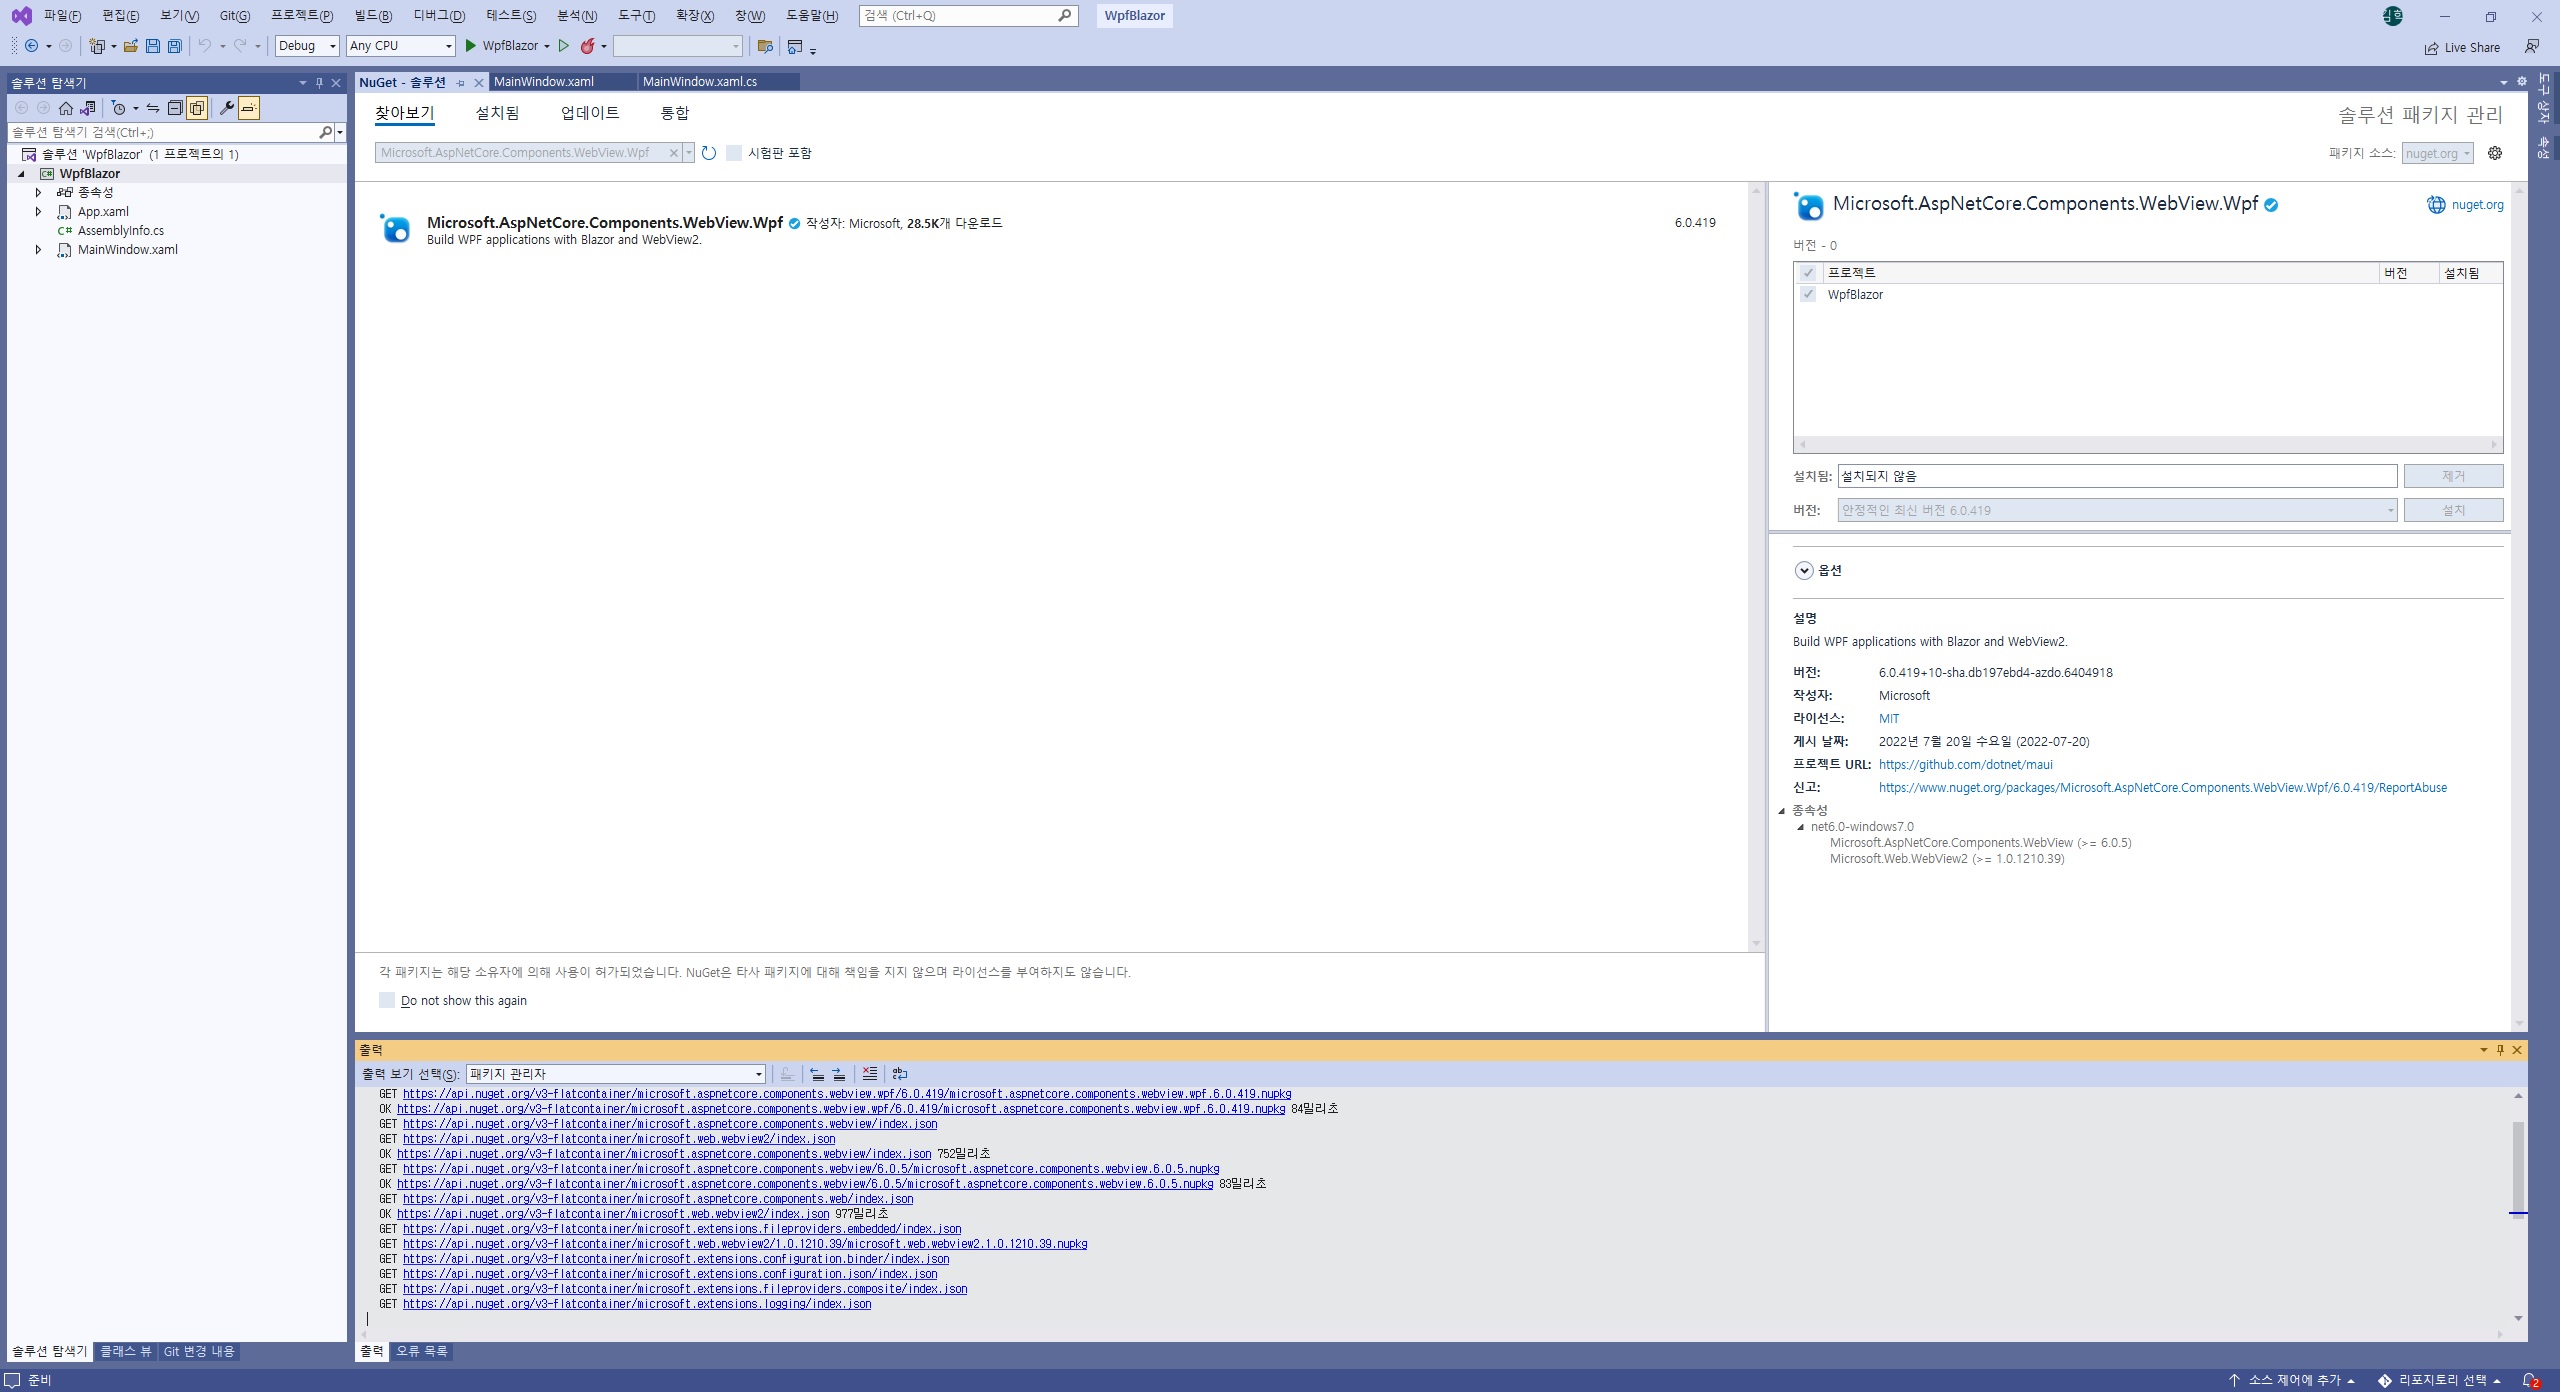 파일(F) 편집(E) 보기(V) Git(G) 프로젝트(P) 빌드(B) 디버그(D) 테스트(S) 분석(N) 도구(T) 확장(X) 창(W) 도움말(H) 검색 (Ctrl+Q) WpfBlazor
Debug Any CPU WpfBlazor Live Share
솔루션 탐색기
솔루션 탐색기 검색(Ctrl+;)
솔루션 'WpfBlazor' (1 프로젝트의 1)
WpfBlazor
종속성
App.xaml
AssemblyInfo.cs
MainWindow.xaml
NuGet - 솔루션 MainWindow.xaml MainWindow.xaml.cs
찾아보기 설치됨 업데이트 통합
솔루션 패키지 관리
Microsoft.AspNetCore.Components.WebView.Wpf 시험판 포함
패키지 소스: nuget.org
Microsoft.AspNetCore.Components.WebView.Wpf 작성자: Microsoft, 28.5K개 다운로드 6.0.419
Build WPF applications with Blazor and WebView2.
각 패키지는 해당 소유자에 의해 사용이 허가되었습니다. NuGet은 타사 패키지에 대해 책임을 지지 않으며 라이선스를 부여하지도 않습니다.
Do not show this again
Microsoft.AspNetCore.Components.WebView.Wpf nuget.org
버전 - 0
프로젝트 버전 설치됨
WpfBlazor
설치됨: 설치되지 않음 제거
버전: 안정적인 최신 버전 6.0.419 설치
옵션
설명
Build WPF applications with Blazor and WebView2.
버전: 6.0.419+10-sha.db197ebd4-azdo.6404918
작성자: Microsoft
라이선스: MIT
게시 날짜: 2022년 7월 20일 수요일 (2022-07-20)
프로젝트 URL: https://github.com/dotnet/maui
신고: https://www.nuget.org/packages/Microsoft.AspNetCore.Components.WebView.Wpf/6.0.419/ReportAbuse
종속성
net6.0-windows7.0
Microsoft.AspNetCore.Components.WebView (>= 6.0.5)
Microsoft.Web.WebView2 (>= 1.0.1210.39)
도구 상자
속성
출력
출력 보기 선택(S): 패키지 관리자
GET https://api.nuget.org/v3-flatcontainer/microsoft.aspnetcore.components.webview.wpf/6.0.419/microsoft.aspnetcore.components.webview.wpf.6.0.419.nupkg
OK https://api.nuget.org/v3-flatcontainer/microsoft.aspnetcore.components.webview.wpf/6.0.419/microsoft.aspnetcore.components.webview.wpf.6.0.419.nupkg 84밀리초
GET https://api.nuget.org/v3-flatcontainer/microsoft.aspnetcore.components.webview/index.json
GET https://api.nuget.org/v3-flatcontainer/microsoft.web.webview2/index.json
OK https://api.nuget.org/v3-flatcontainer/microsoft.aspnetcore.components.webview/index.json 752밀리초
GET https://api.nuget.org/v3-flatcontainer/microsoft.aspnetcore.components.webview/6.0.5/microsoft.aspnetcore.components.webview.6.0.5.nupkg
OK https://api.nuget.org/v3-flatcontainer/microsoft.aspnetcore.components.webview/6.0.5/microsoft.aspnetcore.components.webview.6.0.5.nupkg 83밀리초
GET https://api.nuget.org/v3-flatcontainer/microsoft.aspnetcore.components.web/index.json
OK https://api.nuget.org/v3-flatcontainer/microsoft.web.webview2/index.json 977밀리초
GET https://api.nuget.org/v3-flatcontainer/microsoft.extensions.fileproviders.embedded/index.json
GET https://api.nuget.org/v3-flatcontainer/microsoft.web.webview2/1.0.1210.39/microsoft.web.webview2.1.0.1210.39.nupkg
GET https://api.nuget.org/v3-flatcontainer/microsoft.extensions.configuration.binder/index.json
GET https://api.nuget.org/v3-flatcontainer/microsoft.extensions.configuration.json/index.json
GET https://api.nuget.org/v3-flatcontainer/microsoft.extensions.fileproviders.composite/index.json
GET https://api.nuget.org/v3-flatcontainer/microsoft.extensions.logging/index.json
솔루션 탐색기 클래스 뷰 Git 변경 내용 출력 오류 목록
준비 소스 제어에 추가 리포지토리 선택 2